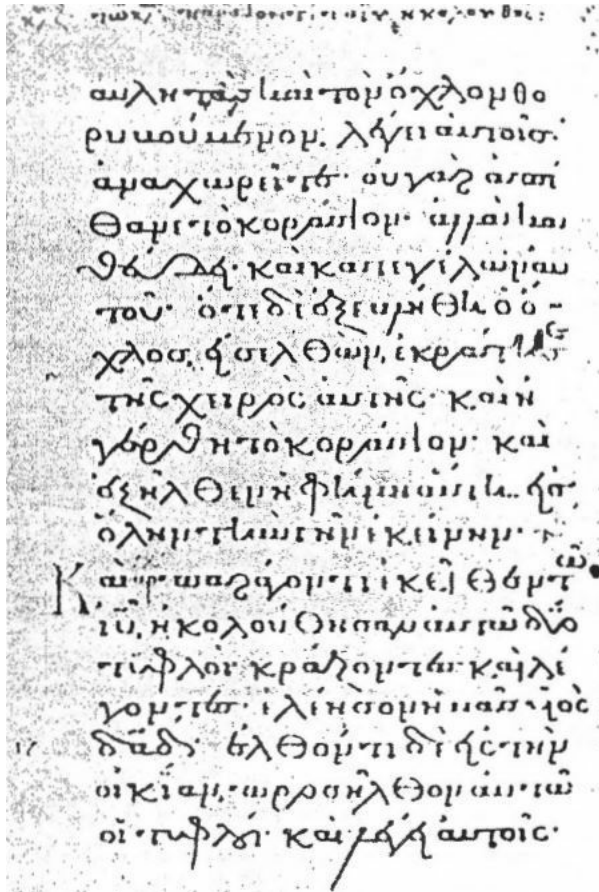 αυλητὰς καὶ τὸν ὄχλον θο
ρυβούμενον. λέγει αὐτοῖς·
ἀναχωρεῖτε· οὐ γὰρ ἀπέ
θανε τὸ κοράσιον· ἀλλὰ κα
θεύδει· καὶ κατεγέλων αὐ
τοῦ· ὅτε δὲ ἐξεβλήθη ὁ ὄ-
χλος, εἰσελθὼν, ἐκράτησε
τῆς χειρὸς αὐτῆς· καὶ ἠ
γέρθη τὸ κοράσιον· καὶ
ἐξῆλθεν ἡ φήμη αὕτη εἰς
ὅλην τὴν γῆν ἐκείνην·
Καὶ παράγοντι ἐκεῖθεν τῶ
ἰῦ, ἠκολούθησαν αὐτῶ δύο
τυφλοὶ κράζοντες καὶ λέ
γοντες· ἐλέησον ἡμᾶς υἱὸς
δαδ· ἐλθόντι δὲ εἰς τὴν
οἰκίαν, προσῆλθον αὐτῶ
οἱ τυφλοί· καὶ λέγει αὐτοῖς·